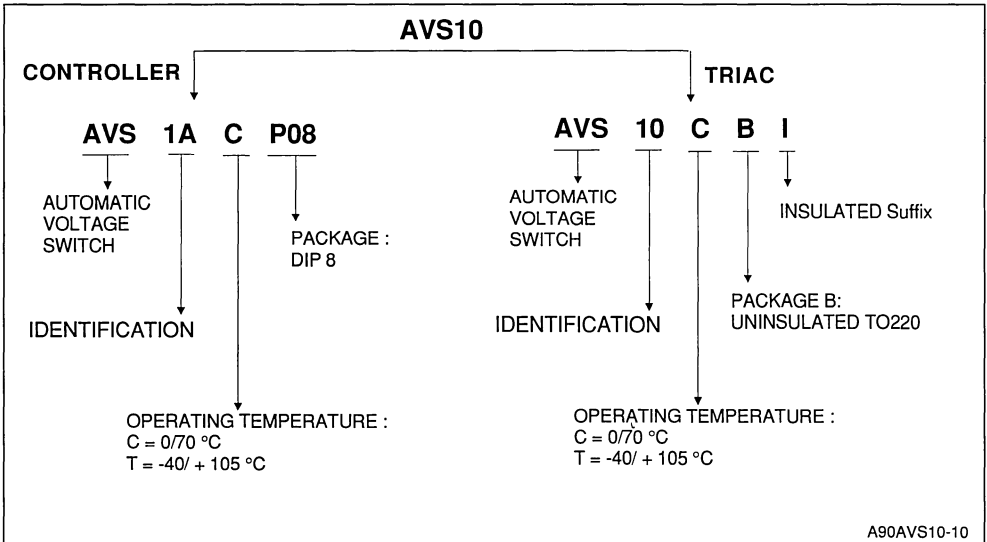 AVS10
CONTROLLER
TRIAC
AVS 1A C P08
AUTOMATIC
VOLTAGE
SWITCH
PACKAGE :
DIP 8
IDENTIFICATION
OPERATING TEMPERATURE :
C = 0/70 °C
T = -40/ + 105 °C
AVS 10 C B I
AUTOMATIC
VOLTAGE
SWITCH
INSULATED Suffix
PACKAGE B:
UNINSULATED TO220
IDENTIFICATION
OPERATING TEMPERATURE :
C = 0/70 °C
T = -40/ + 105 °C
A90AVS10-10